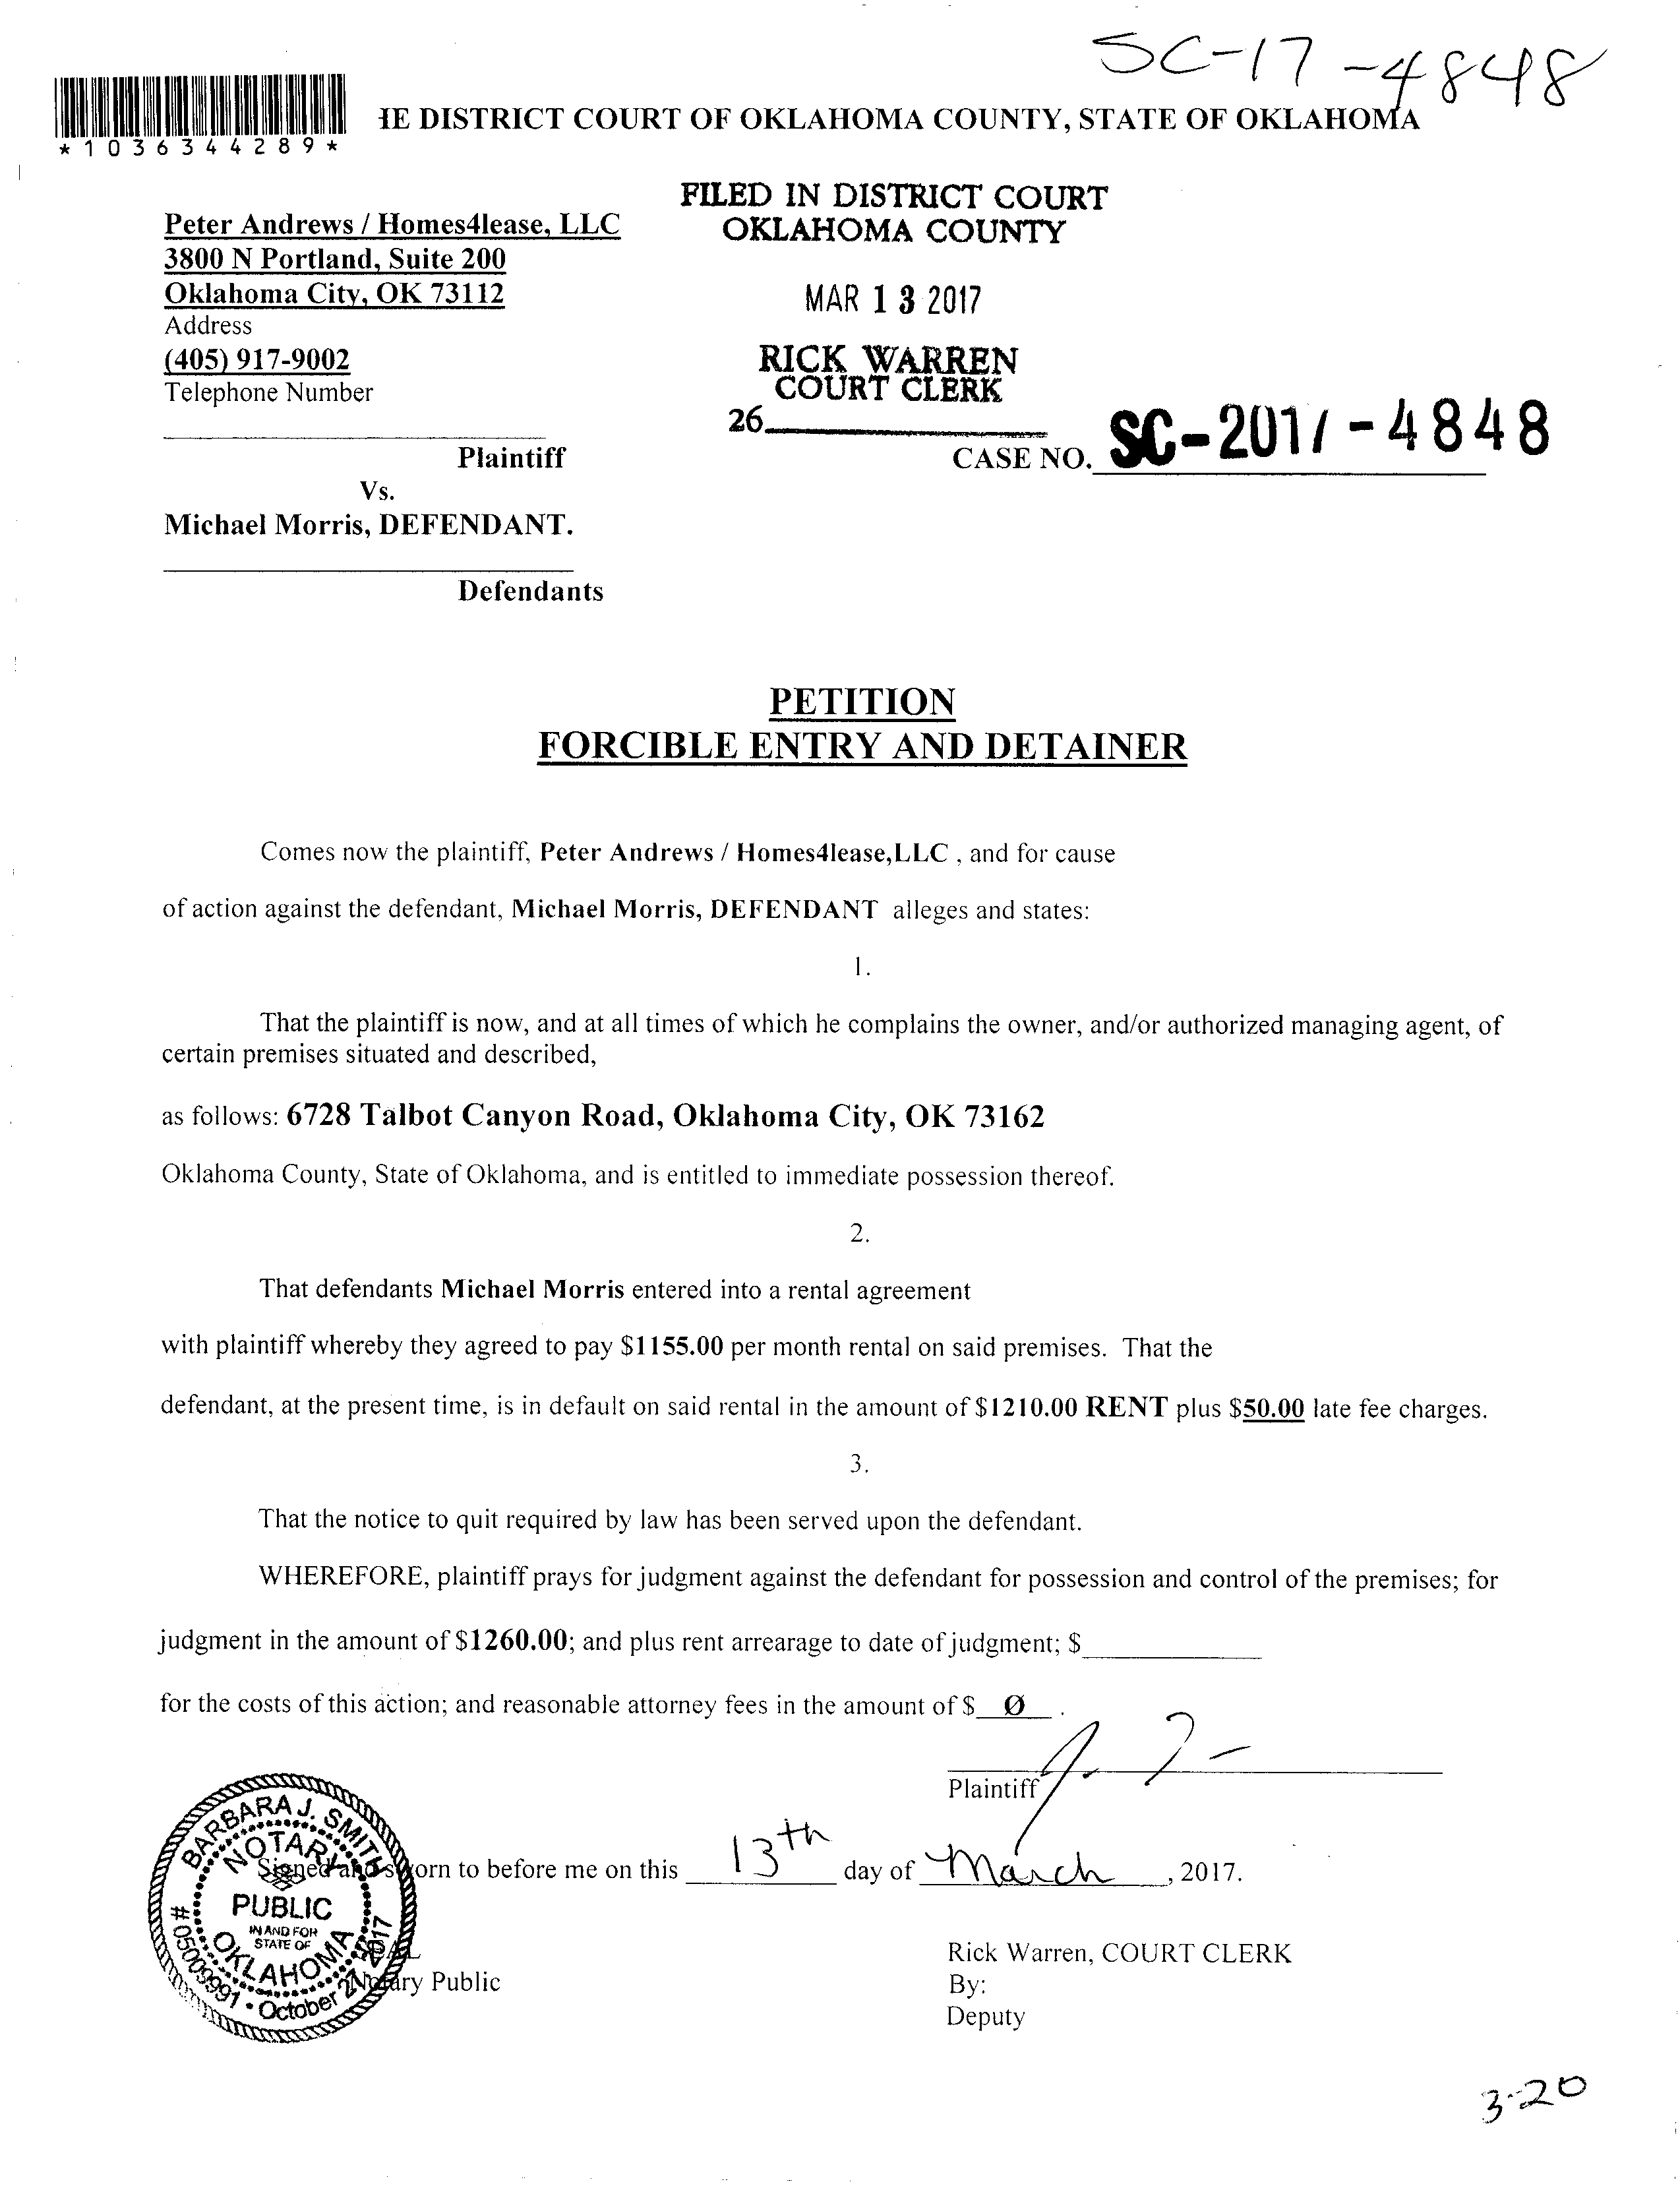 SC-17-4848
*1036344289*
HE DISTRICT COURT OF OKLAHOMA COUNTY, STATE OF OKLAHOMA
FILED IN DISTRICT COURT
OKLAHOMA COUNTY
MAR 13 2017
RICK WARREN
COURT CLERK
26
Peter Andrews / Homes4lease, LLC
3800 N Portland, Suite 200
Oklahoma City, OK 73112
Address
(405) 917-9002
Telephone Number
Plaintiff
CASE NO. SC-2017-4848
Vs.
Michael Morris, DEFENDANT.
Defendants
PETITION
FORCIBLE ENTRY AND DETAINER
Comes now the plaintiff, Peter Andrews / Homes4lease,LLC , and for cause
of action against the defendant, Michael Morris, DEFENDANT alleges and states:
1.
That the plaintiff is now, and at all times of which he complains the owner, and/or authorized managing agent, of
certain premises situated and described,
as follows: 6728 Talbot Canyon Road, Oklahoma City, OK 73162
Oklahoma County, State of Oklahoma, and is entitled to immediate possession thereof.
2.
That defendants Michael Morris entered into a rental agreement
with plaintiff whereby they agreed to pay $1155.00 per month rental on said premises. That the
defendant, at the present time, is in default on said rental in the amount of $1210.00 RENT plus $50.00 late fee charges.
3.
That the notice to quit required by law has been served upon the defendant.
WHEREFORE, plaintiff prays for judgment against the defendant for possession and control of the premises; for
judgment in the amount of $1260.00; and plus rent arrearage to date of judgment; $
for the costs of this action; and reasonable attorney fees in the amount of $ Ø .
Plaintiff
Signed and sworn to before me on this 13th day of March, 2017.
BARBARA J. SMITH
NOTARY
PUBLIC
IN AND FOR
STATE OF
OKLAHOMA
# 05009991 • October 27 2017
Notary Public
Rick Warren, COURT CLERK
By:
Deputy
3-20